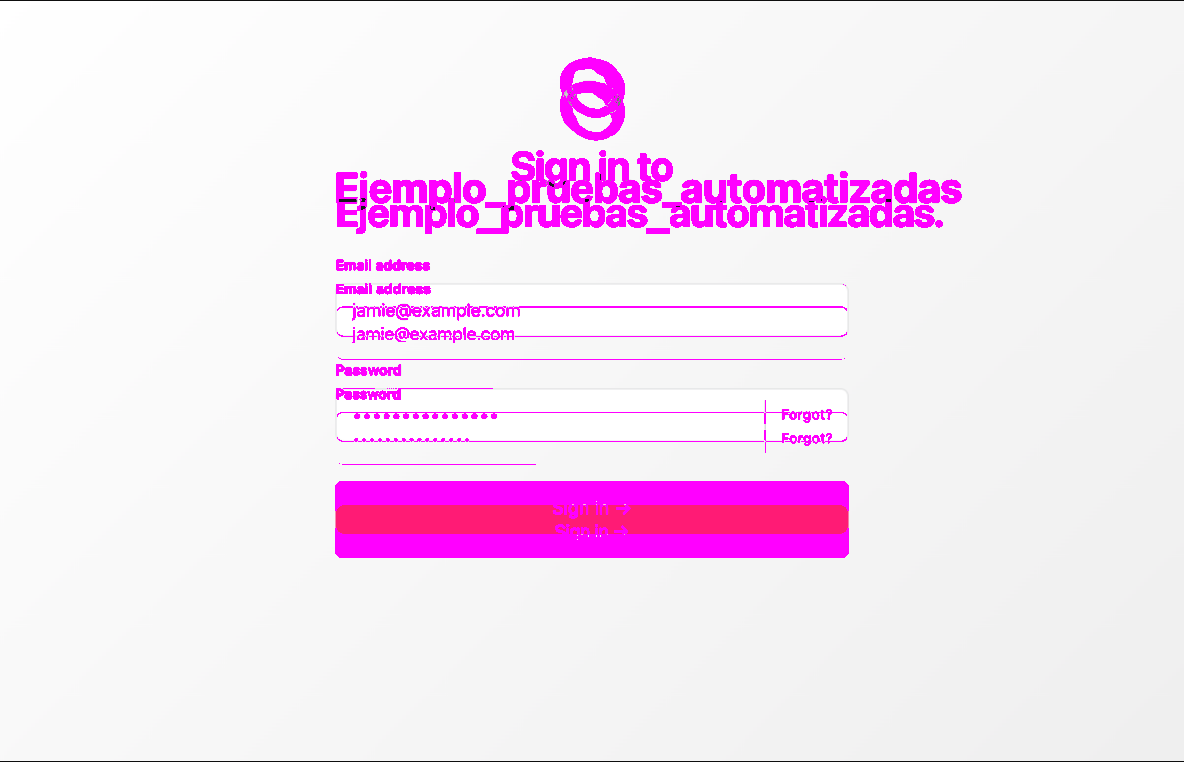 Sign in to
Ejemplo_pruebas_automatizadas
Ejemplo_pruebas_automatizadas.
Email address
Email address
jamie@example.com
jamie@example.com
Password
Password
Forgot?
Forgot?
Sign in →
Sign in →